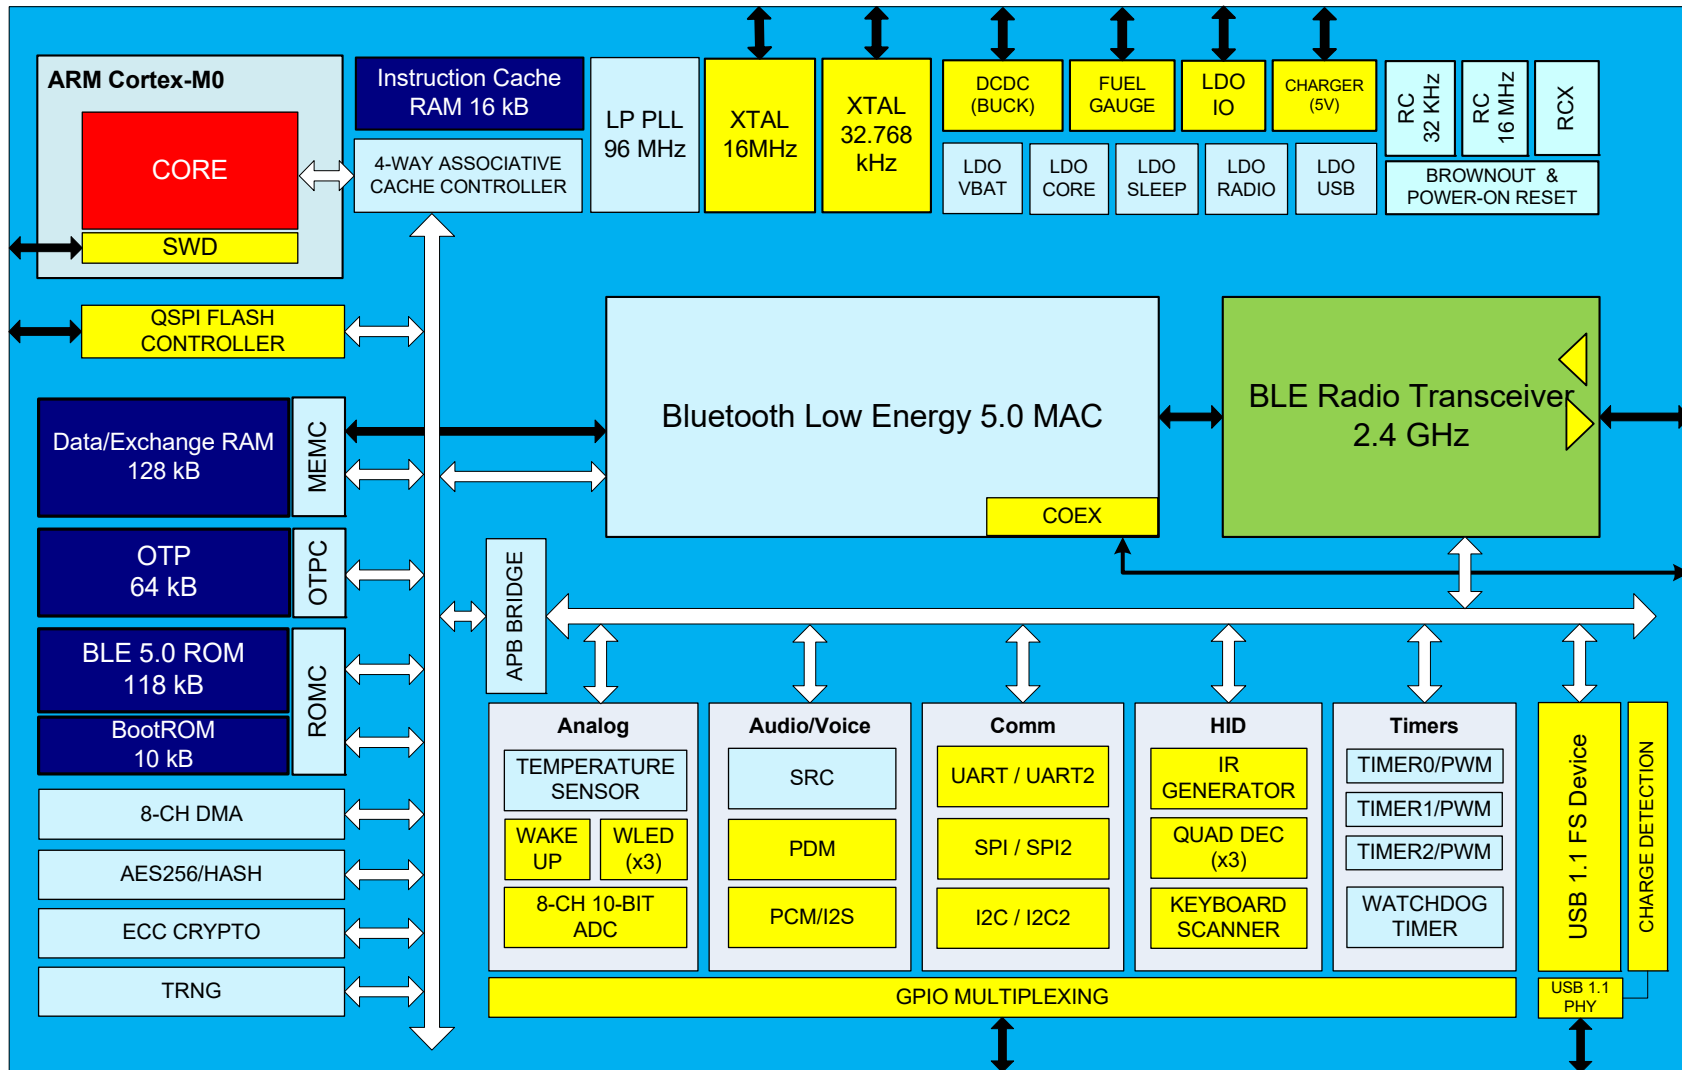 ARM Cortex-M0
CORE
SWD
Instruction Cache
RAM 16 kB
4-WAY ASSOCIATIVE
CACHE CONTROLLER
LP PLL
96 MHz
XTAL
16MHz
XTAL
32.768
kHz
DCDC
(BUCK)
FUEL
GAUGE
LDO
IO
CHARGER
(5V)
LDO
VBAT
LDO
CORE
LDO
SLEEP
LDO
RADIO
LDO
USB
RC
32 KHz
RC
16 MHz
RCX
BROWNOUT &
POWER-ON RESET
QSPI FLASH
CONTROLLER
Data/Exchange RAM
128 kB
MEMC
OTP
64 kB
OTPC
BLE 5.0 ROM
118 kB
BootROM
10 kB
ROMC
8-CH DMA
AES256/HASH
ECC CRYPTO
TRNG
Bluetooth Low Energy 5.0 MAC
COEX
BLE Radio Transceiver
2.4 GHz
APB BRIDGE
Analog
TEMPERATURE
SENSOR
WAKE
UP
WLED
(x3)
8-CH 10-BIT
ADC
Audio/Voice
SRC
PDM
PCM/I2S
Comm
UART / UART2
SPI / SPI2
I2C / I2C2
HID
IR
GENERATOR
QUAD DEC
(x3)
KEYBOARD
SCANNER
Timers
TIMER0/PWM
TIMER1/PWM
TIMER2/PWM
WATCHDOG
TIMER
USB 1.1 FS Device
CHARGE DETECTION
USB 1.1
PHY
GPIO MULTIPLEXING